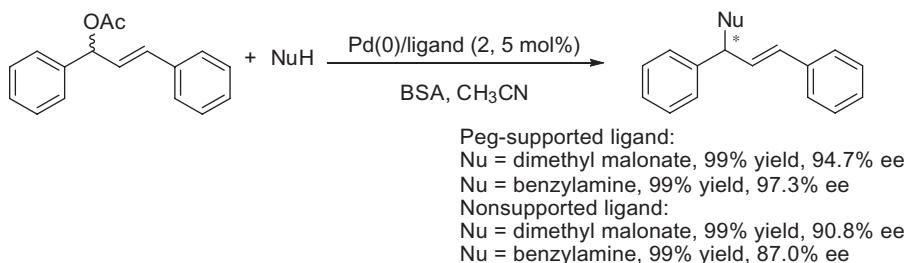 OAc
+ NuH
Pd(0)/ligand (2, 5 mol%)
BSA, CH3CN
Nu
*
Peg-supported ligand:
Nu = dimethyl malonate, 99% yield, 94.7% ee
Nu = benzylamine, 99% yield, 97.3% ee
Nonsupported ligand:
Nu = dimethyl malonate, 99% yield, 90.8% ee
Nu = benzylamine, 99% yield, 87.0% ee